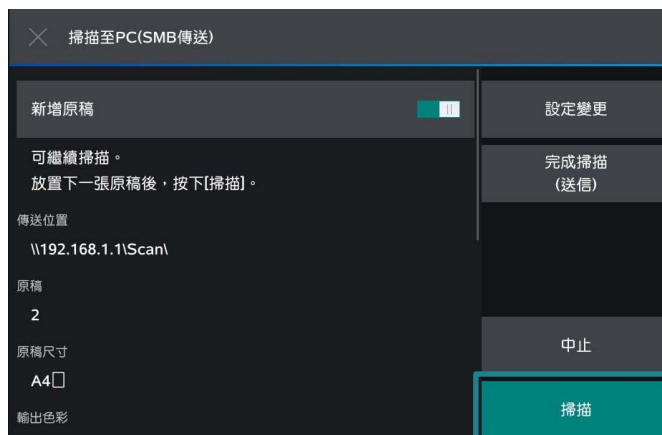 掃描至PC(SMB傳送)
新增原稿
設定變更
可繼續掃描。
放置下一張原稿後，按下[掃描]。
完成掃描
(送信)
傳送位置
\\192.168.1.1\Scan\
原稿
2
原稿尺寸
A4
中止
輸出色彩
掃描